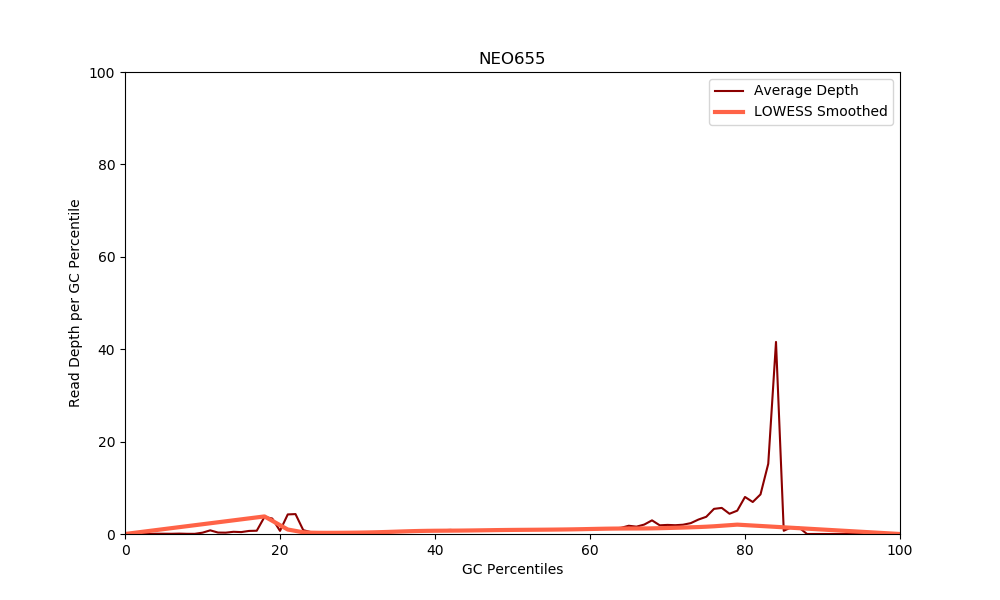 NEO655
Average Depth
LOWESS Smoothed
Read Depth per GC Percentile
100
80
60
40
20
0
0 20 40 60 80 100
GC Percentiles